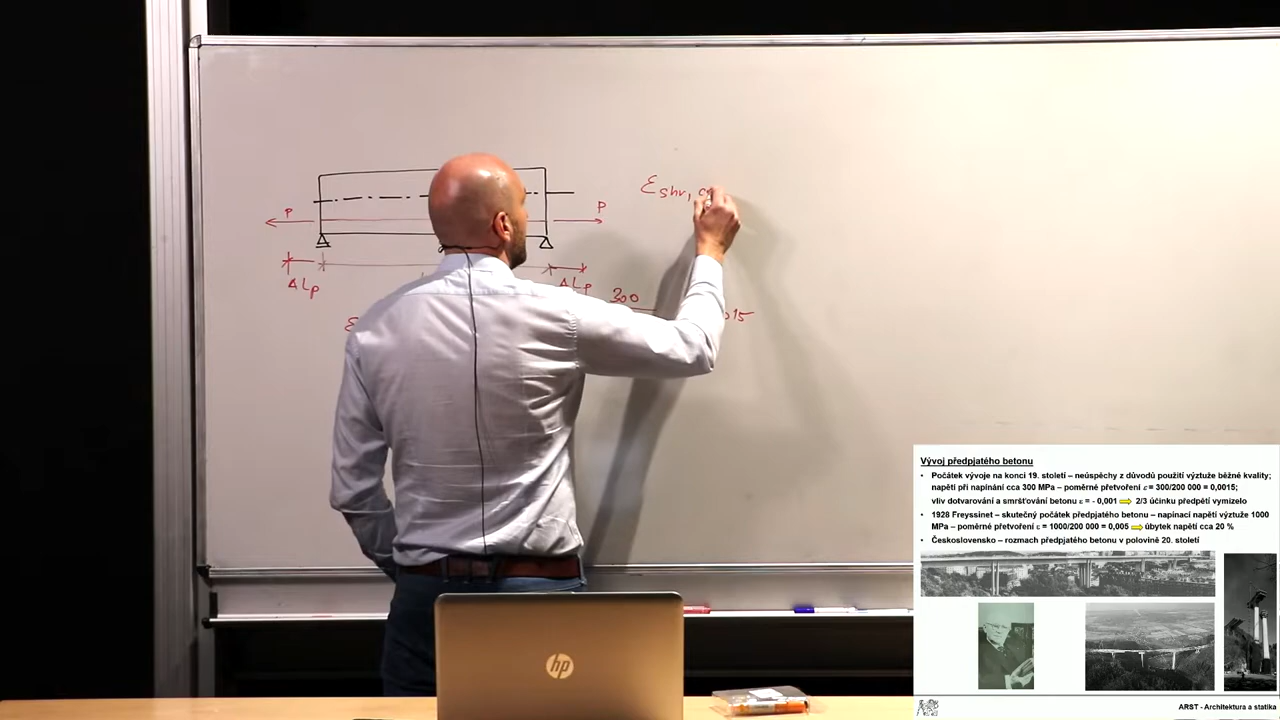 P
P
ΔLp
ΔLp
300
015
ε
εshr, c
Vývoj předpjatého betonu
• Počátek vývoje na konci 19. století – neúspěchy z důvodů použití výztuže běžné kvality;
napětí při napínání cca 300 MPa – poměrné přetvoření ε = 300/200 000 = 0,0015;
vliv dotvarování a smršťování betonu ε = - 0,001 ⇒ 2/3 účinku předpětí vymizelo
• 1928 Freyssinet – skutečný počátek předpjatého betonu – napínací napětí výztuže 1000
MPa – poměrné přetvoření ε = 1000/200 000 = 0,005 ⇒ úbytek napětí cca 20 %
• Československo – rozmach předpjatého betonu v polovině 20. století
ARST - Architektura a statika
hp